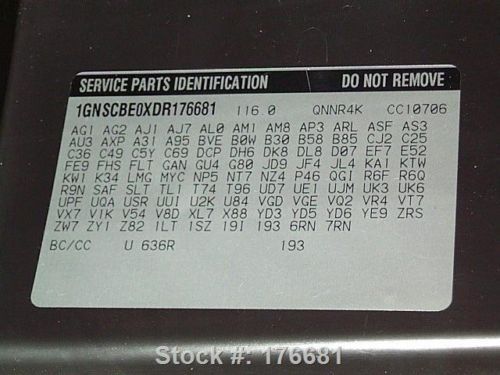 SERVICE PARTS IDENTIFICATION DO NOT REMOVE
1GNSCBE0XDR176681 116.0 QNNR4K CC10706
AG1 AG2 AJ1 AJ7 AL0 AM1 AM8 AP3 ARL ASF AS3
AU3 AXP A31 A95 BVE B0W B30 B58 B85 CJ2 C25
C36 C49 C5Y C69 DCP DH6 DK8 DL8 D07 EF7 E52
FE9 FHS FLT GAN GU4 G80 JD9 JF4 JL4 KA1 KTW
KW1 K34 LMG MYC NP5 NT7 NZ4 P46 QGI R6F R6Q
R9N SAF SLT TL1 T74 T96 UD7 UE1 UJM UK3 UK6
UPF UQA USR UUI U2K U84 VGD VGE VQ2 VR4 VT7
VX7 V1K V54 V8D XL7 X88 YD3 YD5 YD6 YE9 ZRS
ZW7 ZY1 Z82 1LT 1SZ 19I 193 6RN 7RN
BC/CC U 636R 193
Stock #: 176681